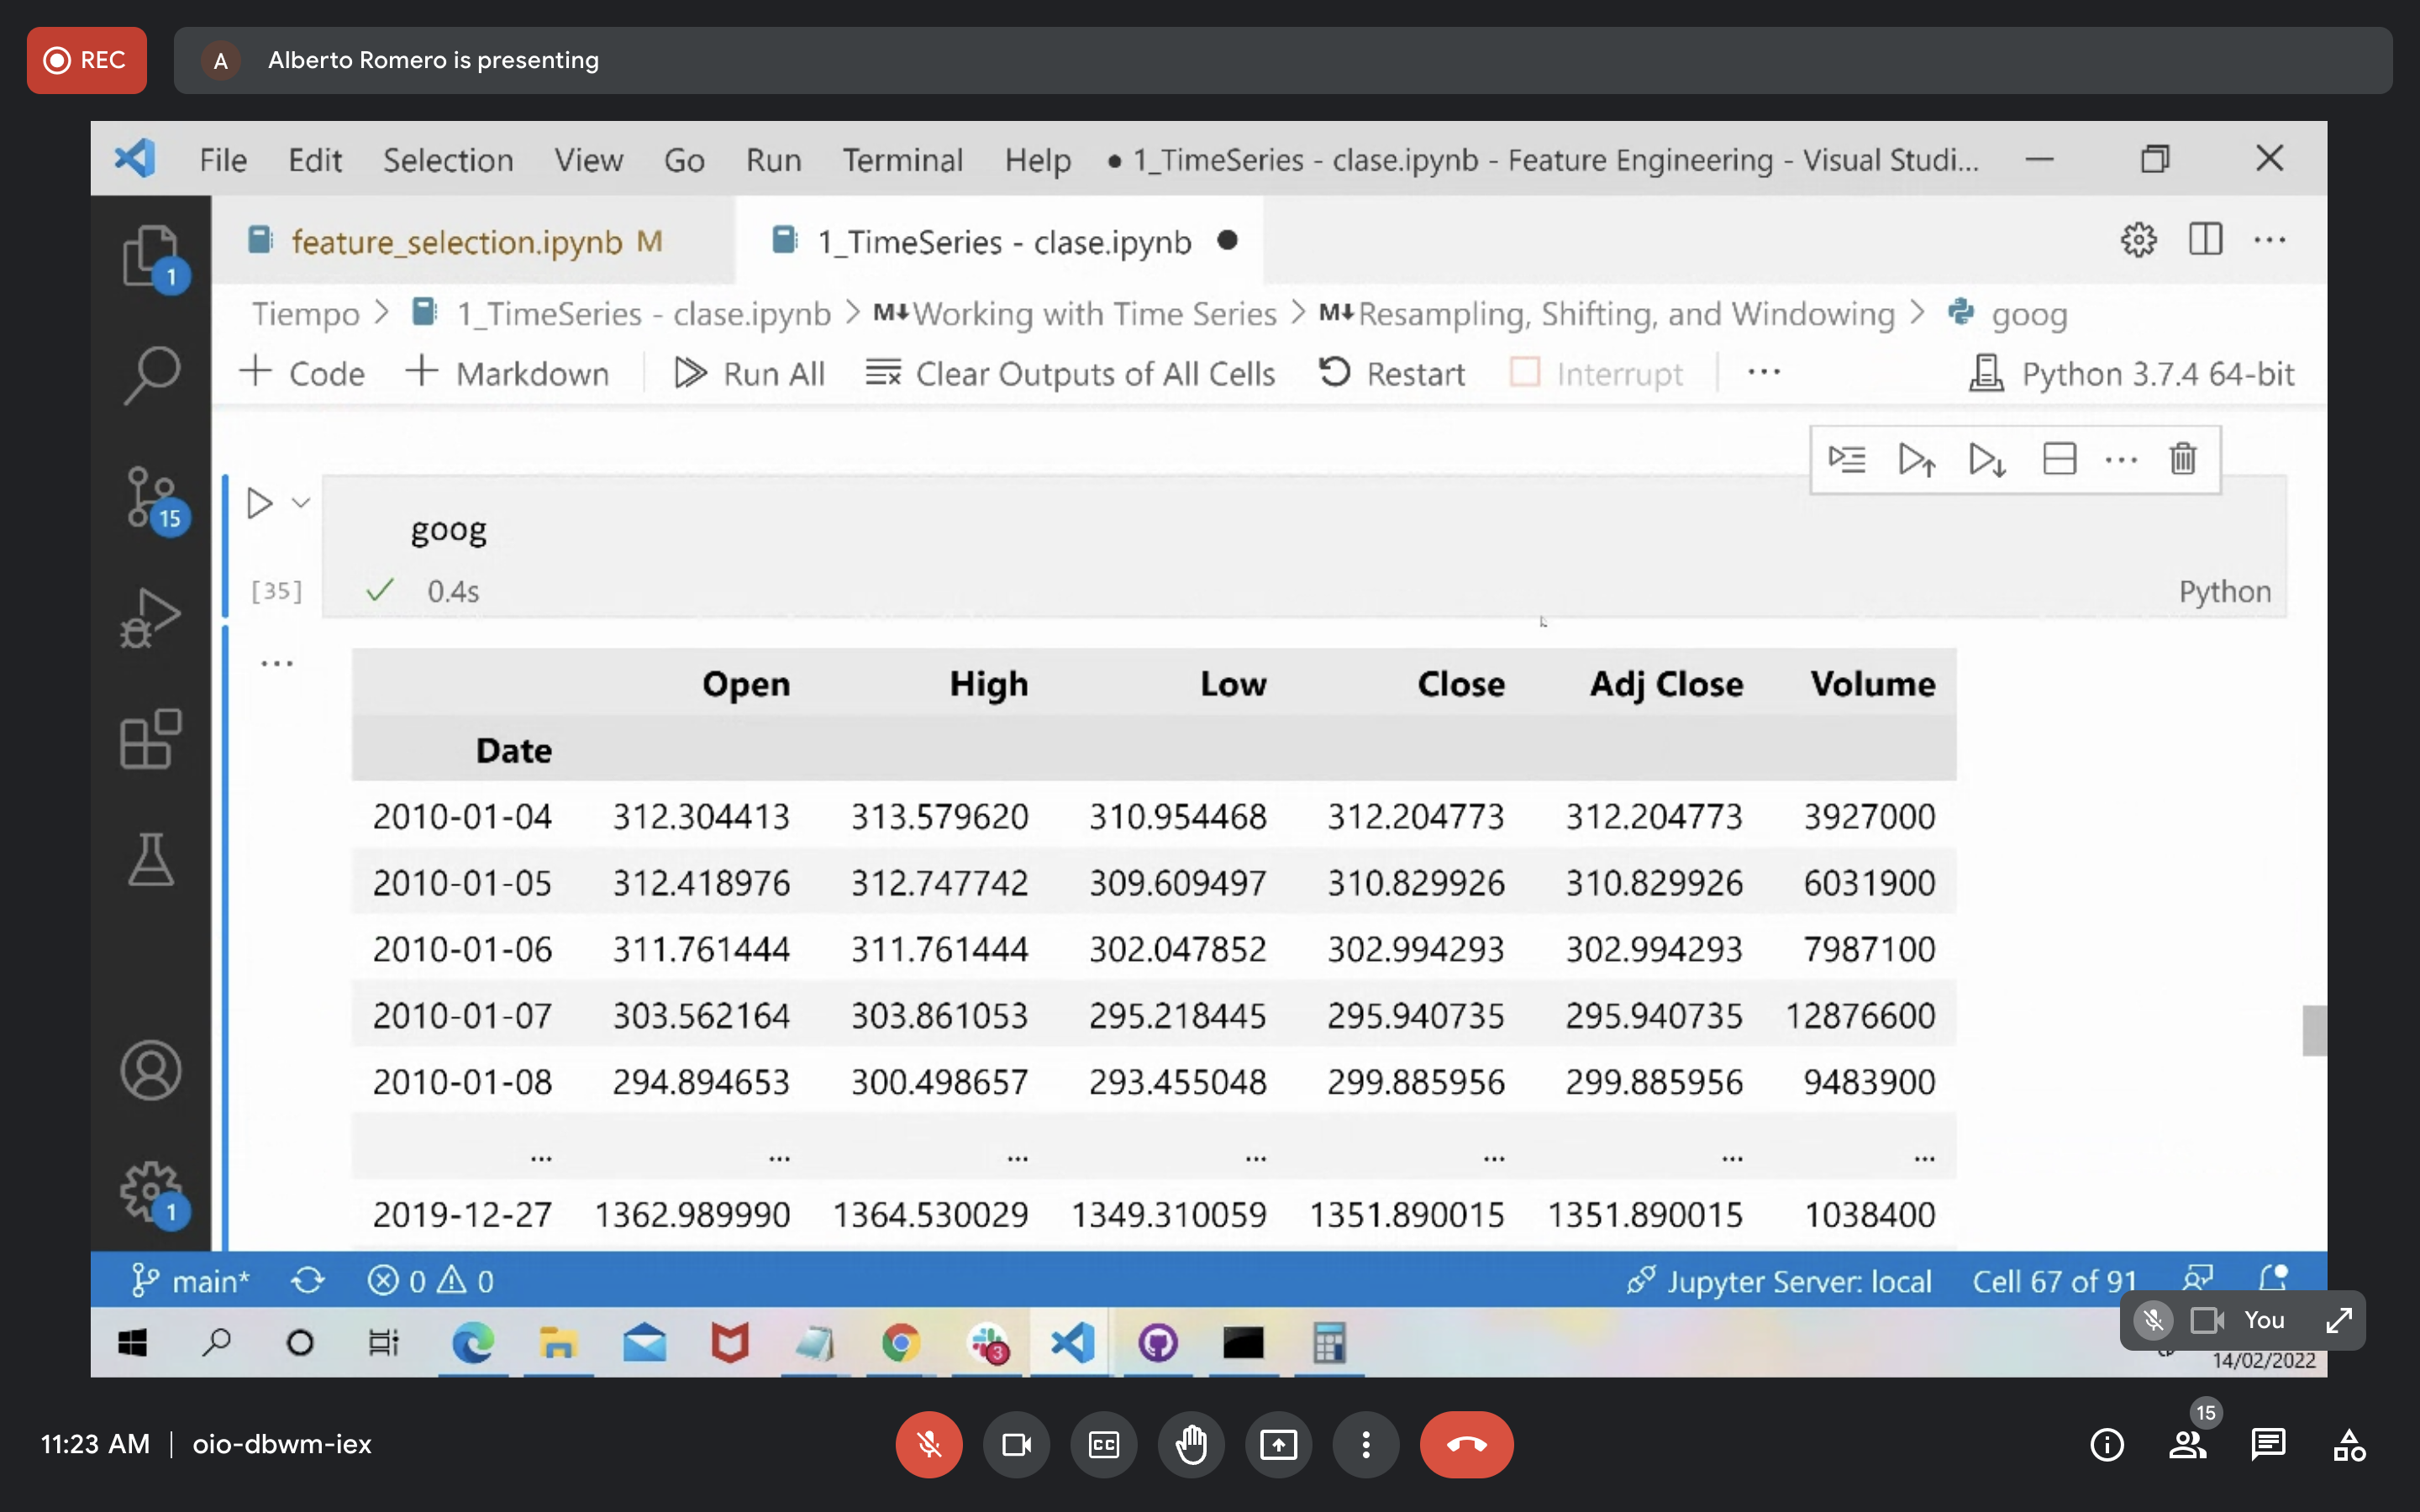 REC
A Alberto Romero is presenting
File Edit Selection View Go Run Terminal Help ● 1_TimeSeries - clase.ipynb - Feature Engineering - Visual Studi...
feature_selection.ipynb M 1_TimeSeries - clase.ipynb ●
Tiempo > 1_TimeSeries - clase.ipynb > M↓Working with Time Series > M↓Resampling, Shifting, and Windowing > goog
+ Code + Markdown Run All Clear Outputs of All Cells Restart Interrupt ... Python 3.7.4 64-bit
1
15
1
goog
[35] ✓ 0.4s Python
...
Open High Low Close Adj Close Volume
Date
2010-01-04 312.304413 313.579620 310.954468 312.204773 312.204773 3927000
2010-01-05 312.418976 312.747742 309.609497 310.829926 310.829926 6031900
2010-01-06 311.761444 311.761444 302.047852 302.994293 302.994293 7987100
2010-01-07 303.562164 303.861053 295.218445 295.940735 295.940735 12876600
2010-01-08 294.894653 300.498657 293.455048 299.885956 299.885956 9483900
... ... ... ... ... ... ...
2019-12-27 1362.989990 1364.530029 1349.310059 1351.890015 1351.890015 1038400
main* 0 0 Jupyter Server: local Cell 67 of 91
3
You
14/02/2022
11:23 AM | oio-dbwm-iex
CC
15